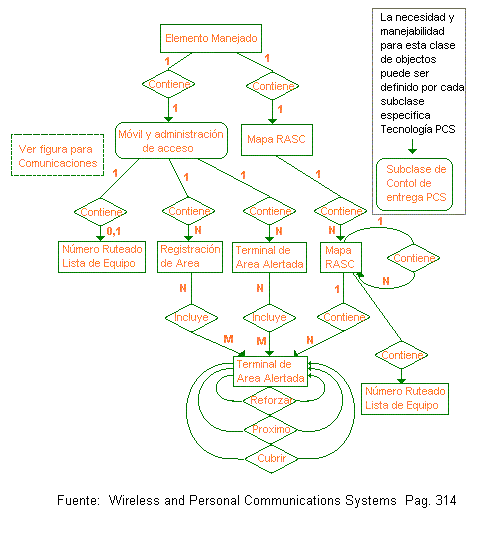 Elemento Manejado
La necesidad y
manejabilidad
para esta clase
de objectos
puede ser
definido por cada
subclase
especifica
Tecnología PCS
1
1
Contiene
Contiene
1
1
Móvil y administración
de acceso
Mapa RASC
Ver figura para
Comunicaciones
Subclase de
Contol de
entrega PCS
1
1
1
1
Contiene
Contiene
Contiene
Contiene
1
0,1
N
N
N
Número Ruteado
Lista de Equipo
Registración
de Area
Terminal de
Area Alertada
Mapa
RASC
Contiene
N
N
N
1
Incluye
Incluye
Contiene
M
M
N
Contiene
Terminal de
Area Alertada
Número Ruteado
Lista de Equipo
Reforzar
Proximo
Cubrir
Fuente: Wireless and Personal Communications Systems Pag. 314